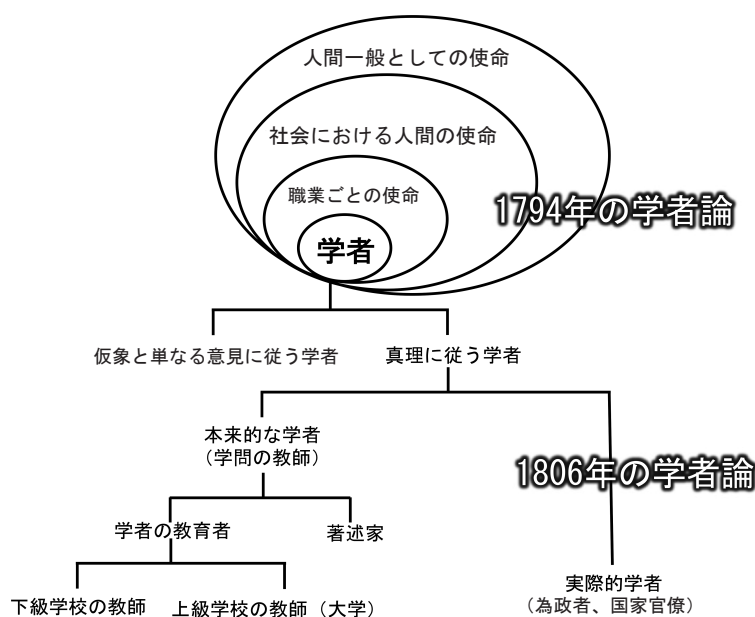 人間一般としての使命
社会における人間の使命
職業ごとの使命
1794年の学者論
学者
仮象と単なる意見に従う学者
真理に従う学者
本来的な学者
(学問の教師)
1806年の学者論
学者の教育者
著述家
実際的学者
(為政者、国家官僚)
下級学校の教師
上級学校の教師(大学)